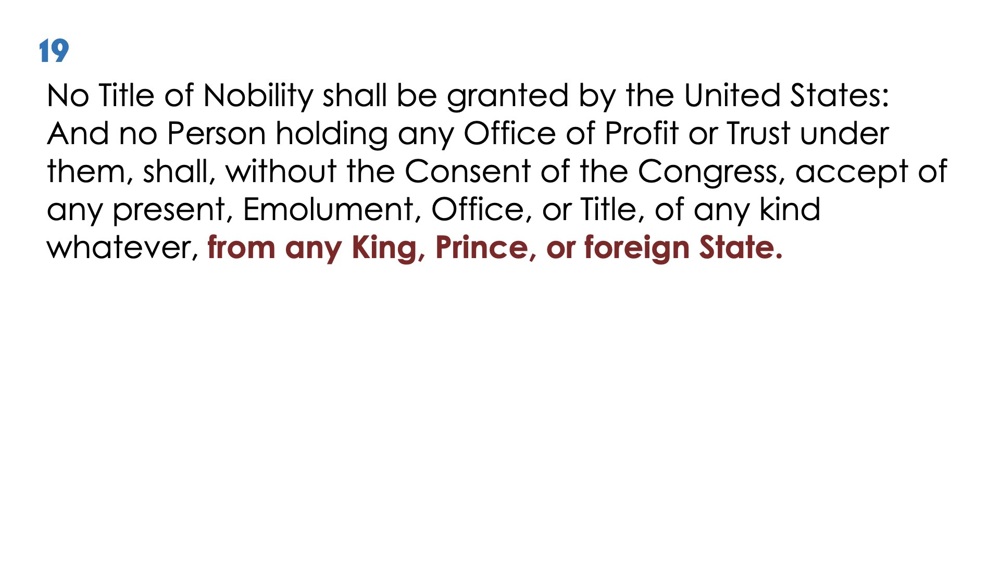 19
No Title of Nobility shall be granted by the United States:
And no Person holding any Office of Profit or Trust under
them, shall, without the Consent of the Congress, accept of
any present, Emolument, Office, or Title, of any kind
whatever, from any King, Prince, or foreign State.